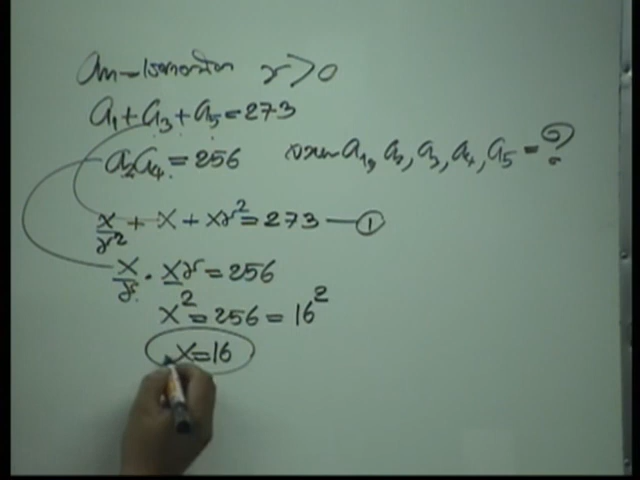 r>0
a₁+a₃+a₅=273
a₂a₄=256 a₁, a₂, a₃, a₄, a₅ = ?
x/r² + x + xr² = 273 — ①
x/r · xr = 256
x² = 256 = 16²
x=16